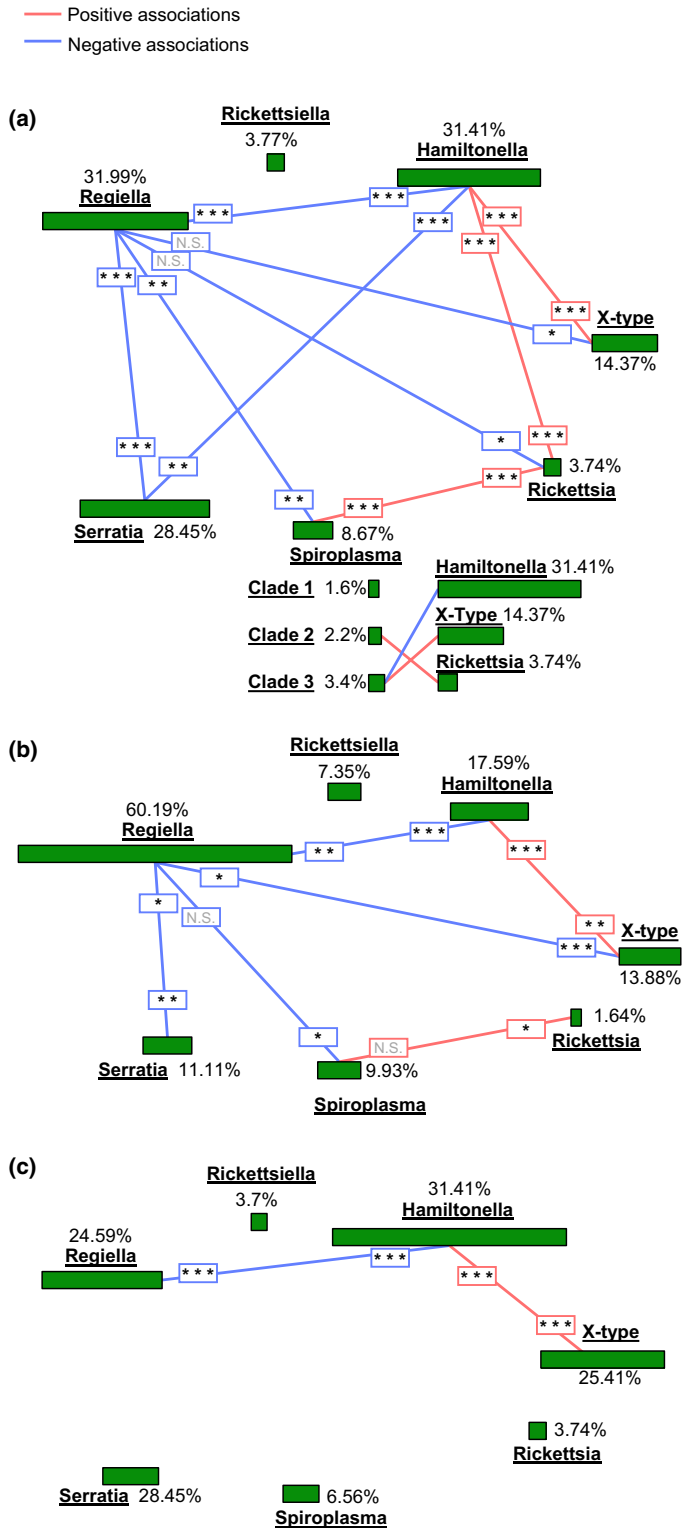 Positive associations
Negative associations
(a)
Rickettsiella
3.77%
31.41%
Hamiltonella
31.99%
Regiella
* * *
* * *
* * *
* * *
N.S.
* * *
N.S.
* * *
* *
* * *
X-type
*
14.37%
* * *
*
* * *
* *
3.74%
* * *
Rickettsia
* *
* * *
Serratia 28.45%
8.67%
Spiroplasma
Hamiltonella 31.41%
Clade 1 1.6%
X-Type 14.37%
Clade 2 2.2%
Rickettsia 3.74%
Clade 3 3.4%
(b)
Rickettsiella
7.35%
17.59%
Hamiltonella
60.19%
Regiella
* * *
* *
* * *
*
*
N.S.
* *
X-type
* * *
13.88%
* *
1.64%
*
*
N.S.
Rickettsia
Serratia 11.11%
9.93%
Spiroplasma
(c)
Rickettsiella
3.7%
31.41%
Hamiltonella
24.59%
Regiella
* * *
* * *
* * *
* * *
X-type
25.41%
3.74%
Rickettsia
Serratia 28.45%
6.56%
Spiroplasma